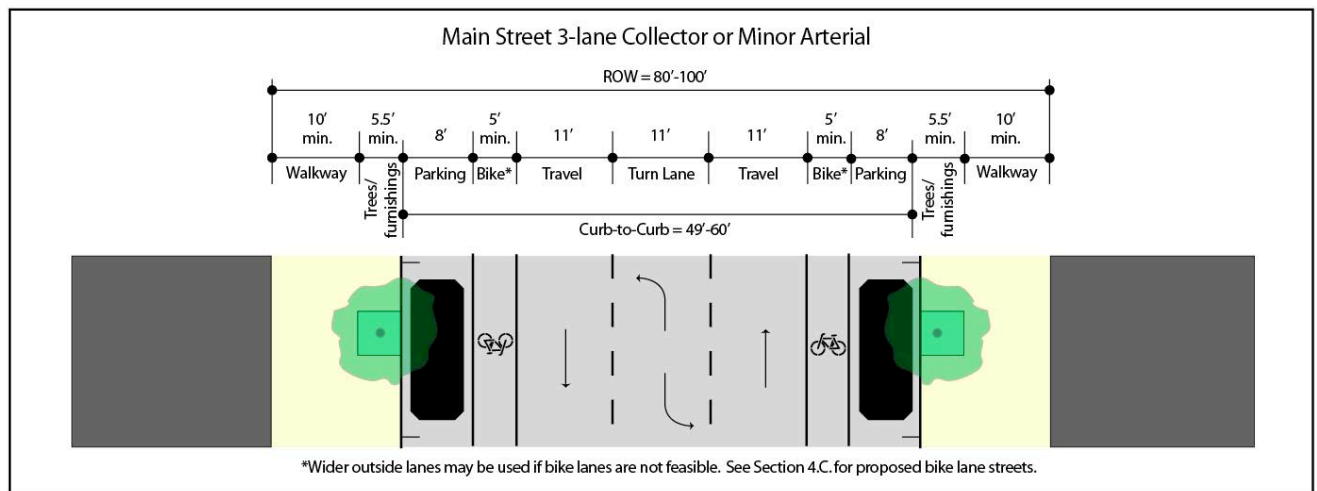 Main Street 3-lane Collector or Minor Arterial
ROW = 80'-100'
10' min.
5.5' min.
8'
5' min.
11'
11'
11'
5' min.
8'
5.5' min.
10' min.
Walkway
Trees/
furnishings
Parking
Bike*
Travel
Turn Lane
Travel
Bike*
Parking
Trees/
furnishings
Walkway
Curb-to-Curb = 49'-60'
*Wider outside lanes may be used if bike lanes are not feasible. See Section 4.C. for proposed bike lane streets.